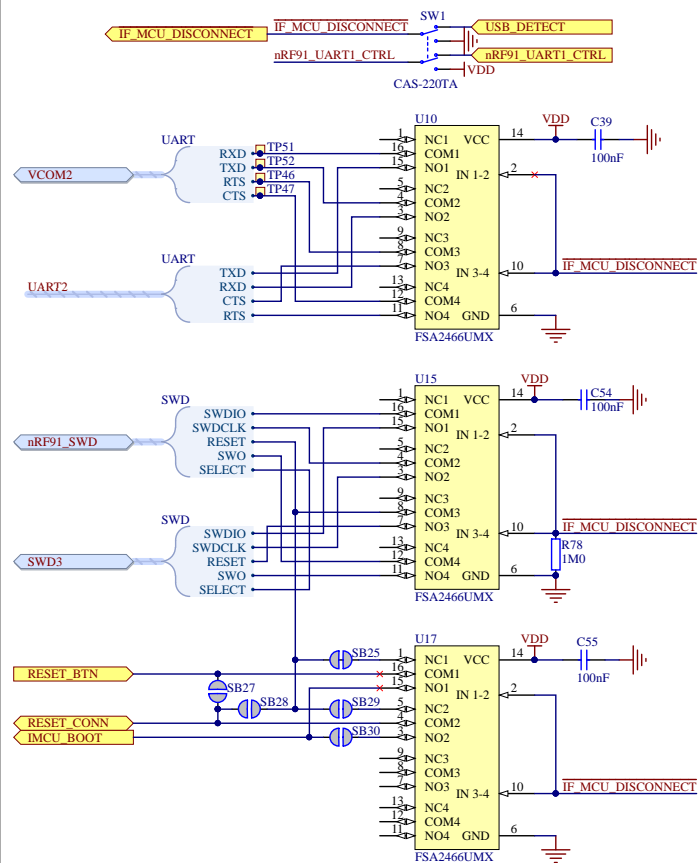 SW1
IF_MCU_DISCONNECT IF_MCU_DISCONNECT USB_DETECT
nRF91_UART1_CTRL nRF91_UART1_CTRL
VDD
CAS-220TA
U10
VDD C39
UART 1 NC1 VCC 14
RXD TP51 16 COM1 100nF
TXD TP52 15 NO1 IN 1-2 2
VCOM2 RTS TP46 5 NC2
CTS TP47 4 COM2
3 NO2
9 NC3
UART 8 COM3
TXD 7 NO3 IN 3-4 10 IF_MCU_DISCONNECT
UART2 RXD 13 NC4
CTS 12 COM4
RTS 11 NO4 GND 6
FSA2466UMX
U15
VDD C54
SWD 1 NC1 VCC 14 100nF
SWDIO 16 COM1
SWDCLK 15 NO1 IN 1-2 2
nRF91_SWD RESET 5 NC2
SWO 4 COM2
SELECT 3 NO2
9 NC3
SWD 8 COM3
SWDIO 7 NO3 IN 3-4 10 IF_MCU_DISCONNECT
SWDCLK 13 NC4 R78
SWD3 RESET 12 COM4 1M0
SWO 11 NO4 GND 6
SELECT
FSA2466UMX
U17
VDD C55
SB25 1 NC1 VCC 14
RESET_BTN 16 COM1 100nF
SB27 15 NO1 IN 1-2 2
SB28 SB29 5 NC2
RESET_CONN 4 COM2
IMCU_BOOT SB30 3 NO2
9 NC3
8 COM3
7 NO3 IN 3-4 10 IF_MCU_DISCONNECT
13 NC4
12 COM4
11 NO4 GND 6
FSA2466UMX